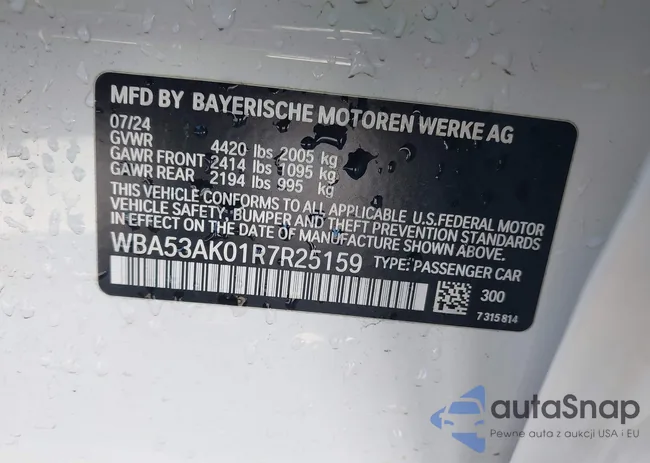 MFD BY BAYERISCHE MOTOREN WERKE AG
07/24
GVWR 4420 lbs 2005 kg
GAWR FRONT 2414 lbs 1095 kg
GAWR REAR 2194 lbs 995 kg
THIS VEHICLE CONFORMS TO ALL APPLICABLE U.S.FEDERAL MOTOR
VEHICLE SAFETY, BUMPER AND THEFT PREVENTION STANDARDS
IN EFFECT ON THE DATE OF MANUFACTURE SHOWN ABOVE.
WBA53AK01R7R25159 TYPE: PASSENGER CAR
300
7 315 814
autaSnap
Pewne auta z aukcji USA i EU